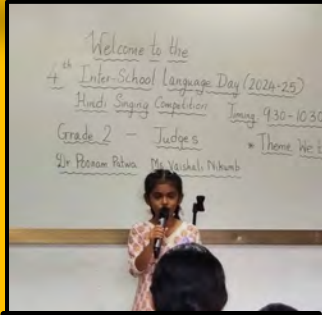 Welcome to the
4th Inter-School Language Day (2024-25)
Hindi Singing Competition Timing 9:30-10:30
Grade 2 – Judges * Theme We
Dr Poonam Patwa Ms Vaishali Nikumb